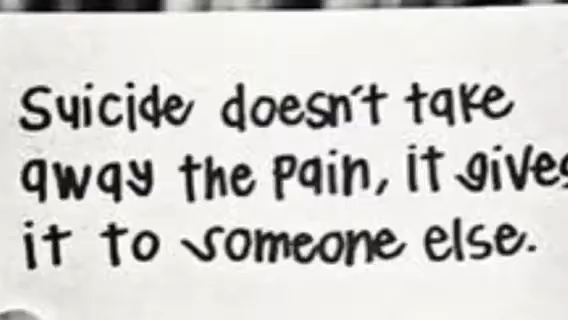 Suicide doesn't take
away the pain, it gives
it to someone else.